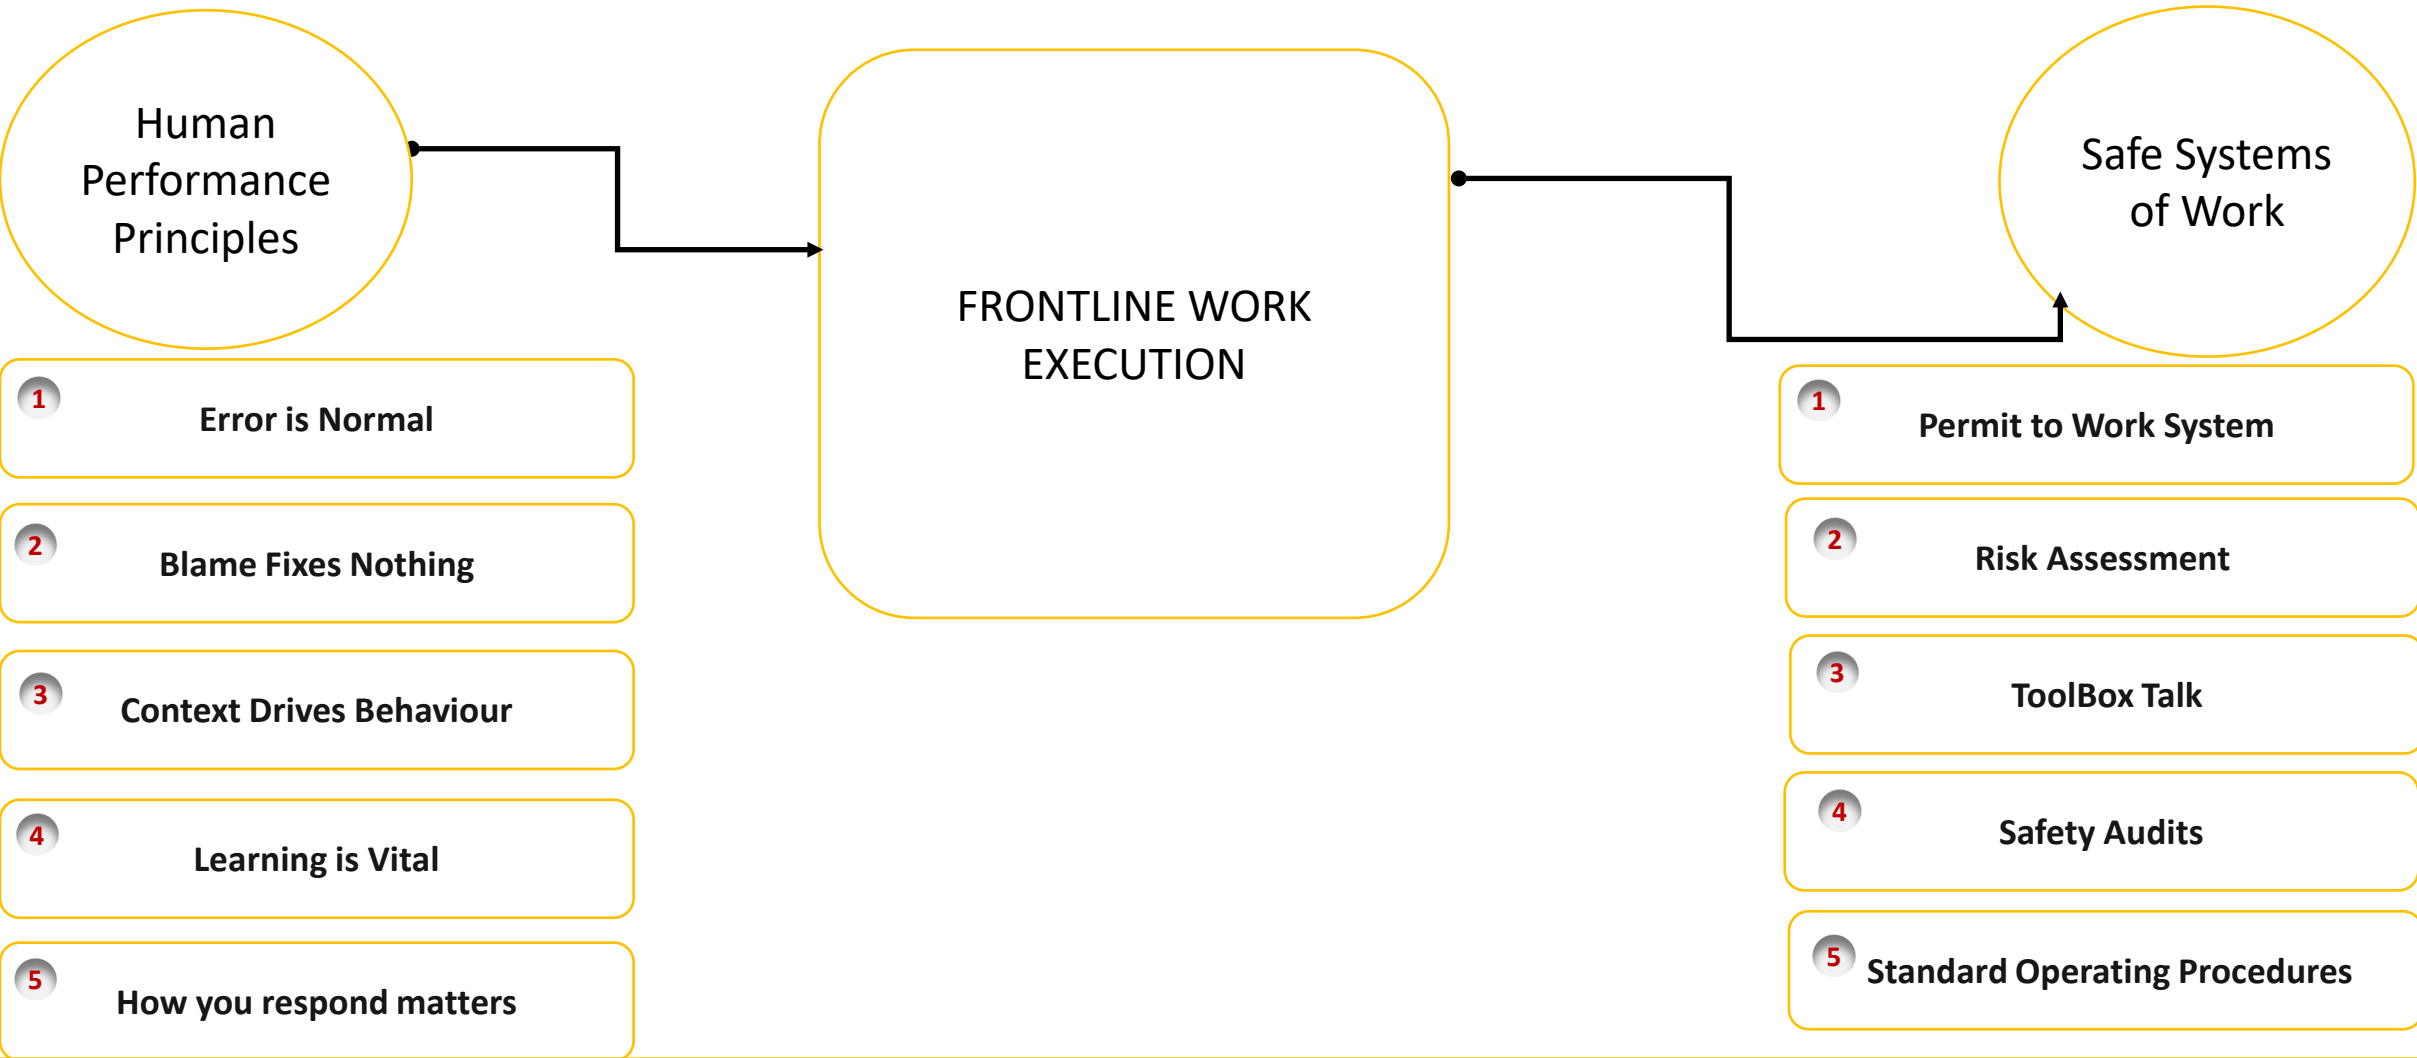 Human
Performance
Principles
1
Error is Normal
2
Blame Fixes Nothing
3
Context Drives Behaviour
4
Learning is Vital
5
How you respond matters
FRONTLINE WORK
EXECUTION
Safe Systems
of Work
1
Permit to Work System
2
Risk Assessment
3
ToolBox Talk
4
Safety Audits
5
Standard Operating Procedures